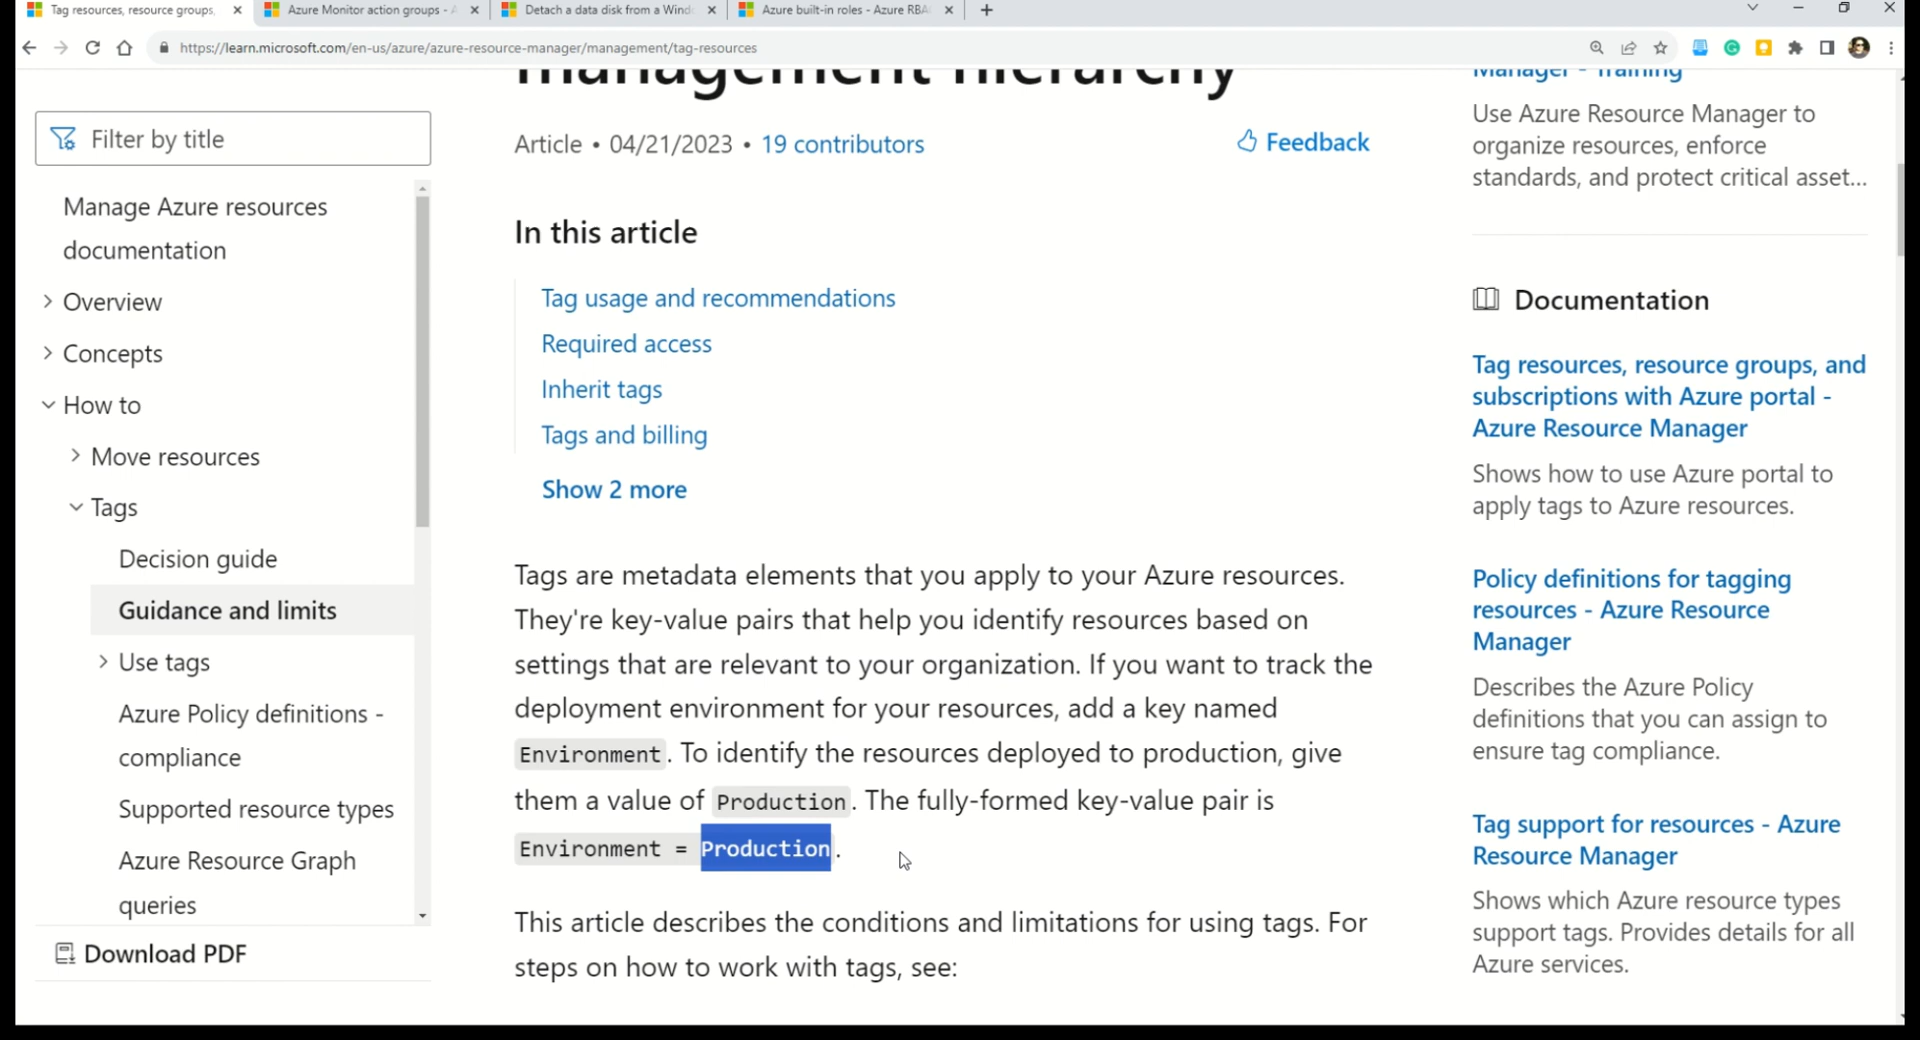 Tag resources, resource groups,
Azure Monitor action groups - A
Detach a data disk from a Wind
Azure built-in roles - Azure RBA
https://learn.microsoft.com/en-us/azure/azure-resource-manager/management/tag-resources
management hierarchy
Article • 04/21/2023 • 19 contributors
Feedback
Filter by title
Manage Azure resources
documentation
Overview
Concepts
How to
Move resources
Tags
Decision guide
Guidance and limits
Use tags
Azure Policy definitions -
compliance
Supported resource types
Azure Resource Graph
queries
Download PDF
In this article
Tag usage and recommendations
Required access
Inherit tags
Tags and billing
Show 2 more
Tags are metadata elements that you apply to your Azure resources.
They're key-value pairs that help you identify resources based on
settings that are relevant to your organization. If you want to track the
deployment environment for your resources, add a key named
Environment. To identify the resources deployed to production, give
them a value of Production. The fully-formed key-value pair is
Environment = Production.
This article describes the conditions and limitations for using tags. For
steps on how to work with tags, see:
Manager - Training
Use Azure Resource Manager to
organize resources, enforce
standards, and protect critical asset...
Documentation
Tag resources, resource groups, and
subscriptions with Azure portal -
Azure Resource Manager
Shows how to use Azure portal to
apply tags to Azure resources.
Policy definitions for tagging
resources - Azure Resource
Manager
Describes the Azure Policy
definitions that you can assign to
ensure tag compliance.
Tag support for resources - Azure
Resource Manager
Shows which Azure resource types
support tags. Provides details for all
Azure services.